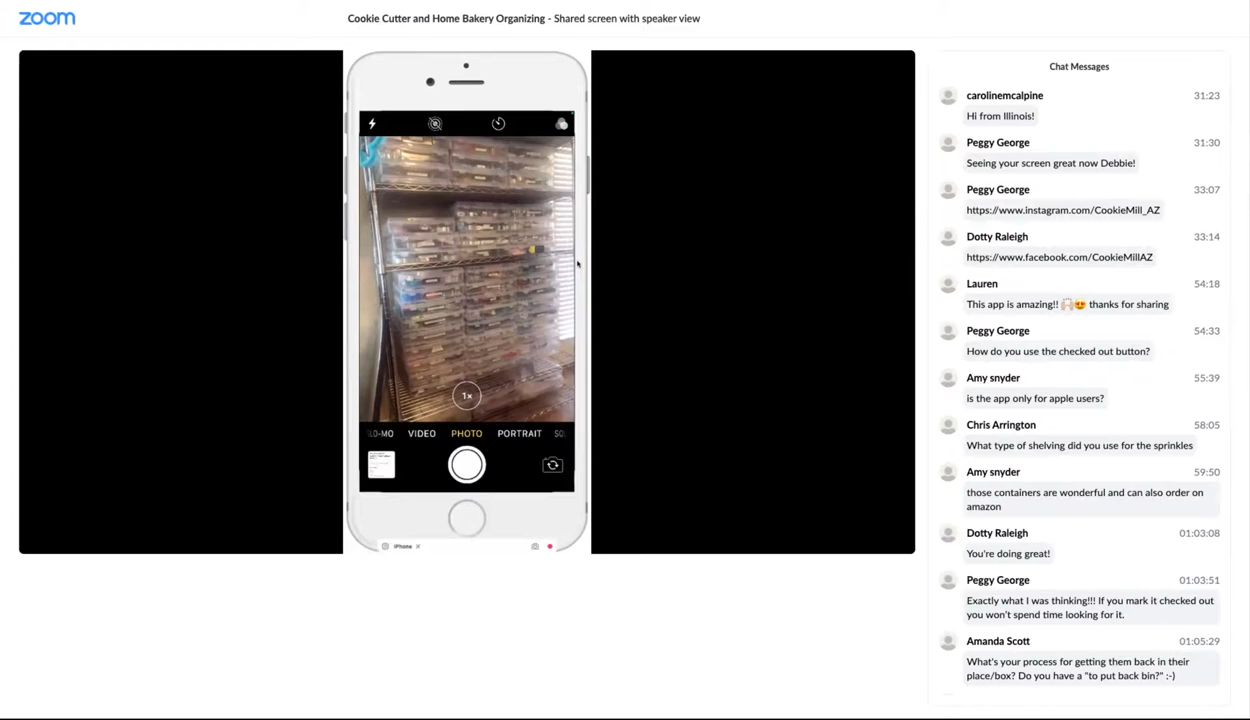 zoom
Cookie Cutter and Home Bakery Organizing - Shared screen with speaker view
Chat Messages
carolinemcalpine 31:23
Hi from Illinois!
Peggy George 31:30
Seeing your screen great now Debbie!
Peggy George 33:07
https://www.instagram.com/CookieMill_AZ
Dotty Raleigh 33:14
https://www.facebook.com/CookieMillAZ
Lauren 54:18
This app is amazing!! 🙌🏻😍 thanks for sharing
Peggy George 54:33
How do you use the checked out button?
Amy snyder 55:39
is the app only for apple users?
Chris Arrington 58:05
What type of shelving did you use for the sprinkles
Amy snyder 59:50
those containers are wonderful and can also order on
amazon
Dotty Raleigh 01:03:08
You're doing great!
Peggy George 01:03:51
Exactly what I was thinking!!! If you mark it checked out
you won't spend time looking for it.
Amanda Scott 01:05:29
What's your process for getting them back in their
place/box? Do you have a "to put back bin?" :-)
1x
LO-MO VIDEO PHOTO PORTRAIT SQ
iPhone